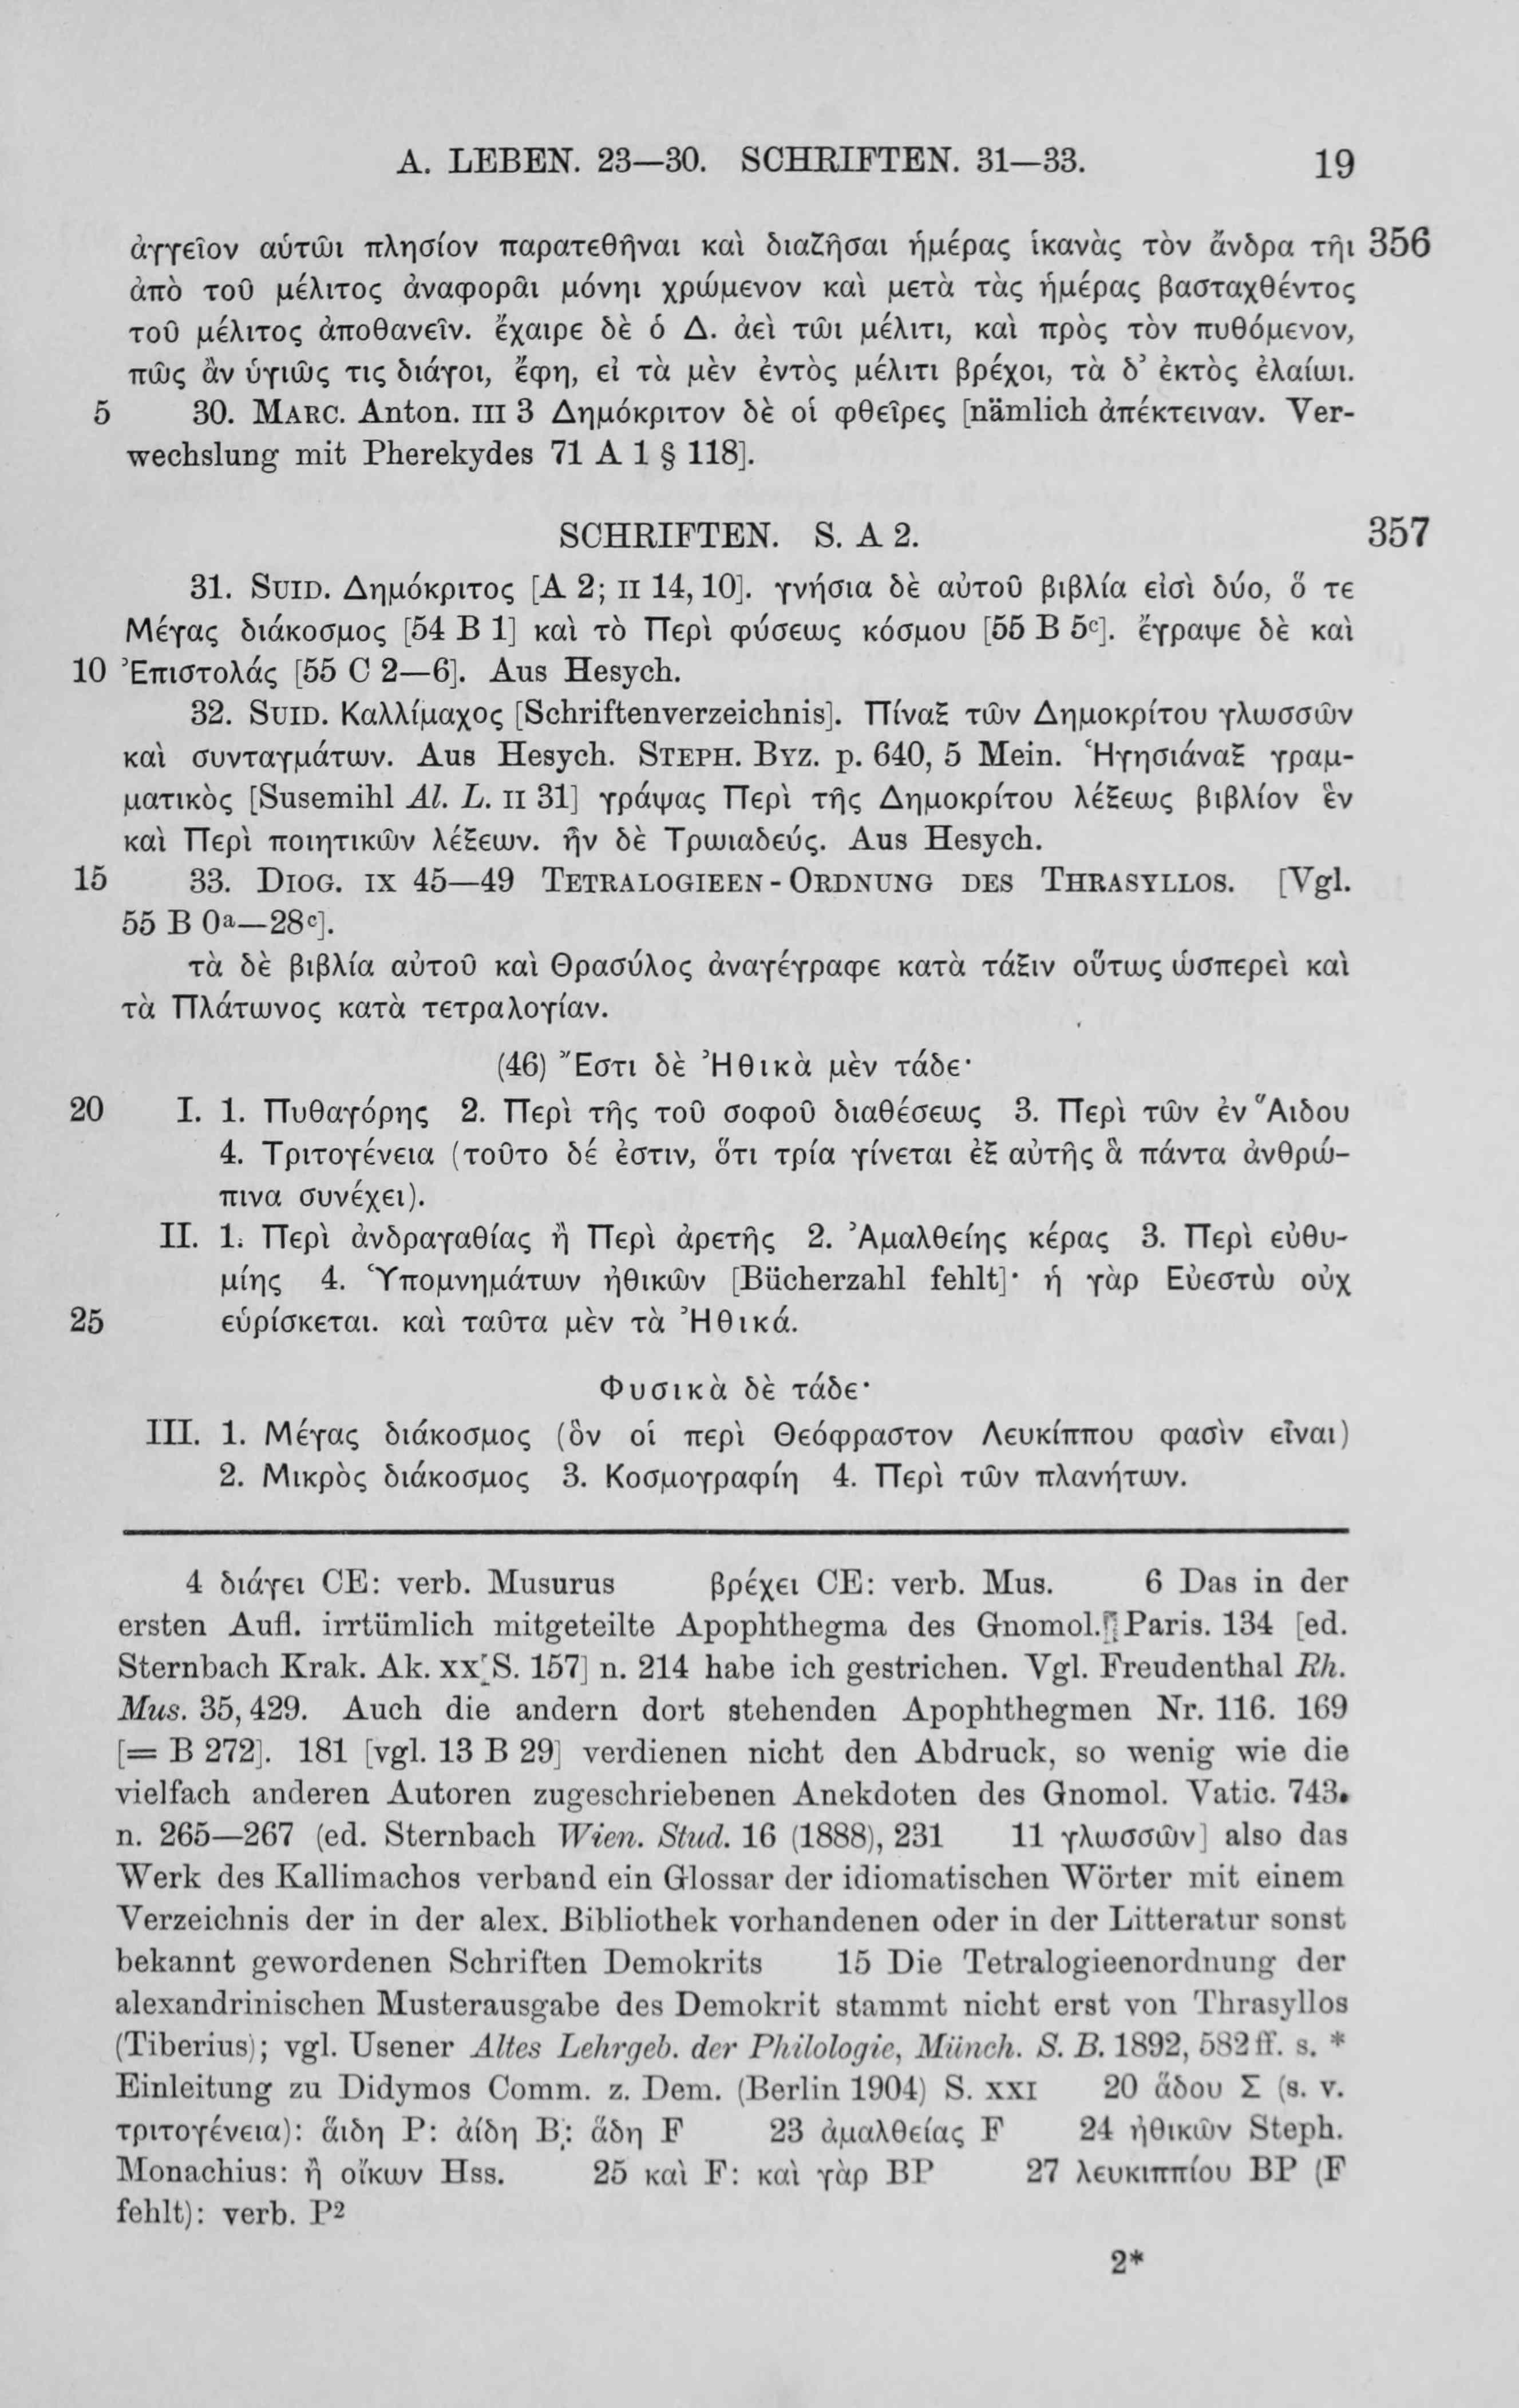 A. LEBEN. 23—30. SCHRIFTEN. 31—33. 19
ἀγγεῖον αὐτῶι πλησίον παρατεθῆναι καὶ διαζῆσαι ἡμέρας ἱκανὰς τὸν ἄνδρα τῆι 356
ἀπὸ τοῦ μέλιτος ἀναφορᾶι μόνηι χρώμενον καὶ μετὰ τὰς ἡμέρας βασταχθέντος
τοῦ μέλιτος ἀποθανεῖν. ἔχαιρε δὲ ὁ Δ. ἀεὶ τῶι μέλιτι, καὶ πρὸς τὸν πυθόμενον,
πῶς ἂν ὑγιῶς τις διάγοι, ἔφη, εἰ τὰ μὲν ἐντὸς μέλιτι βρέχοι, τὰ δ’ ἐκτὸς ἐλαίωι.
5 30. MARC. Anton. III 3 Δημόκριτον δὲ οἱ φθεῖρες [nämlich ἀπέκτειναν. Ver-
wechslung mit Pherekydes 71 A 1 § 118].
SCHRIFTEN. S. A 2. 357
31. SUID. Δημόκριτος [A 2; II 14, 10]. γνήσια δὲ αὐτοῦ βιβλία εἰσὶ δύο, ὅ τε
Μέγας διάκοσμος [54 B 1] καὶ τὸ Περὶ φύσεως κόσμου [55 B 5c]. ἔγραψε δὲ καὶ
10 Ἐπιστολάς [55 C 2—6]. Aus Hesych.
32. SUID. Καλλίμαχος [Schriftenverzeichnis]. Πίναξ τῶν Δημοκρίτου γλωσσῶν
καὶ συνταγμάτων. Aus Hesych. STEPH. BYZ. p. 640, 5 Mein. Ἡγησιάναξ γραμ-
ματικὸς [Susemihl Al. L. II 31] γράψας Περὶ τῆς Δημοκρίτου λέξεως βιβλίον ἓν
καὶ Περὶ ποιητικῶν λέξεων. ἦν δὲ Τρωιαδεύς. Aus Hesych.
15 33. DIOG. IX 45—49 TETRALOGIEEN-ORDNUNG DES THRASYLLOS. [Vgl.
55 B 0a—28c].
τὰ δὲ βιβλία αὐτοῦ καὶ Θρασύλος ἀναγέγραφε κατὰ τάξιν οὕτως ὡσπερεὶ καὶ
τὰ Πλάτωνος κατὰ τετραλογίαν.
(46) Ἔστι δὲ Ἠθικὰ μὲν τάδε·
20 I. 1. Πυθαγόρης 2. Περὶ τῆς τοῦ σοφοῦ διαθέσεως 3. Περὶ τῶν ἐν Ἅιδου
4. Τριτογένεια (τοῦτο δέ ἐστιν, ὅτι τρία γίνεται ἐξ αὐτῆς ἃ πάντα ἀνθρώ-
πινα συνέχει).
II. 1. Περὶ ἀνδραγαθίας ἢ Περὶ ἀρετῆς 2. Ἀμαλθείης κέρας 3. Περὶ εὐθυ-
μίης 4. Ὑπομνημάτων ἠθικῶν [Bücherzahl fehlt]· ἡ γὰρ Εὐεστὼ οὐχ
25 εὑρίσκεται. καὶ ταῦτα μὲν τὰ Ἠθικά.
Φυσικὰ δὲ τάδε·
III. 1. Μέγας διάκοσμος (ὃν οἱ περὶ Θεόφραστον Λευκίππου φασὶν εἶναι)
2. Μικρὸς διάκοσμος 3. Κοσμογραφίη 4. Περὶ τῶν πλανήτων.
4 διάγει CE: verb. Musurus βρέχει CE: verb. Mus. 6 Das in der
ersten Aufl. irrtümlich mitgeteilte Apophthegma des Gnomol. Paris. 134 [ed.
Sternbach Krak. Ak. XX S. 157] n. 214 habe ich gestrichen. Vgl. Freudenthal Rh.
Mus. 35, 429. Auch die andern dort stehenden Apophthegmen Nr. 116. 169
[= B 272]. 181 [vgl. 13 B 29] verdienen nicht den Abdruck, so wenig wie die
vielfach anderen Autoren zugeschriebenen Anekdoten des Gnomol. Vatic. 743.
n. 265—267 (ed. Sternbach Wien. Stud. 16 (1888), 231 11 γλωσσῶν] also das
Werk des Kallimachos verband ein Glossar der idiomatischen Wörter mit einem
Verzeichnis der in der alex. Bibliothek vorhandenen oder in der Litteratur sonst
bekannt gewordenen Schriften Demokrits 15 Die Tetralogieenordnung der
alexandrinischen Musterausgabe des Demokrit stammt nicht erst von Thrasyllos
(Tiberius); vgl. Usener Altes Lehrgeb. der Philologie, Münch. S. B. 1892, 582 ff. s. *
Einleitung zu Didymos Comm. z. Dem. (Berlin 1904) S. XXI 20 ἅδου Σ (s. v.
τριτογένεια): ἅιδη P: ἀίδη B: ἅδη F 23 ἀμαλθείας F 24 ἠθικῶν Steph.
Monachius: ἢ οἴκων Hss. 25 καὶ F: καὶ γὰρ BP 27 λευκιππίου BP (F
fehlt): verb. P2
2*